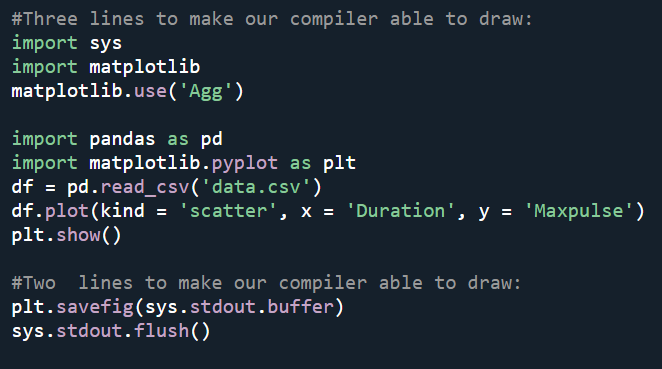 #Three lines to make our compiler able to draw:
import sys
import matplotlib
matplotlib.use('Agg')

import pandas as pd
import matplotlib.pyplot as plt
df = pd.read_csv('data.csv')
df.plot(kind = 'scatter', x = 'Duration', y = 'Maxpulse')
plt.show()

#Two  lines to make our compiler able to draw:
plt.savefig(sys.stdout.buffer)
sys.stdout.flush()